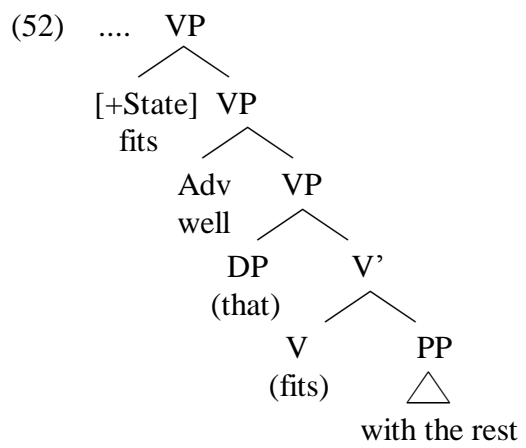 (52) .... VP
[+State] VP
fits
Adv VP
well
DP V’
(that)
V PP
(fits)
with the rest